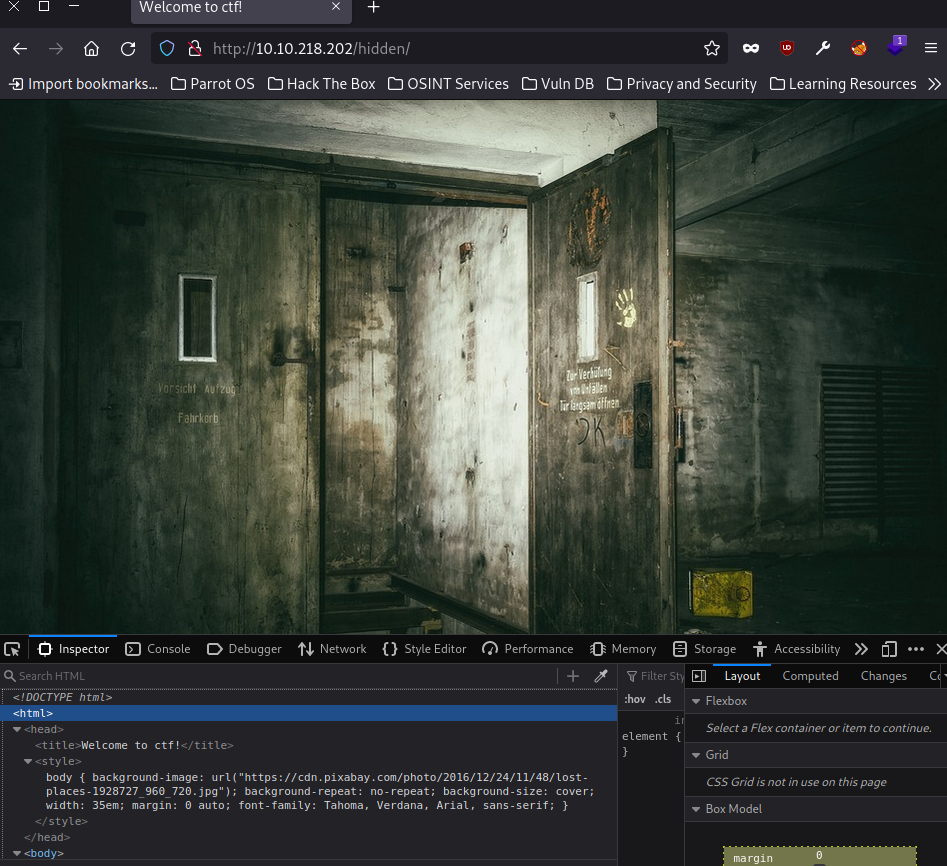 Welcome to ctf!
http://10.10.218.202/hidden/
1
Import bookmarks...
Parrot OS
Hack The Box
OSINT Services
Vuln DB
Privacy and Security
Learning Resources
Vorsicht Aufzug
Fahrkorb
Zur Verhütung
von Unfällen
Tür langsam öffnen
JK
Inspector
Console
Debugger
Network
Style Editor
Performance
Memory
Storage
Accessibility
Search HTML
Filter Sty
Layout
Computed
Changes
:hov .cls
element {
}
<!DOCTYPE html>
<html>
<head>
<title>Welcome to ctf!</title>
<style>
body { background-image: url("https://cdn.pixabay.com/photo/2016/12/24/11/48/lost-
places-1928727_960_720.jpg"); background-repeat: no-repeat; background-size: cover;
width: 35em; margin: 0 auto; font-family: Tahoma, Verdana, Arial, sans-serif; }
</style>
</head>
<body>
Flexbox
Select a Flex container or item to continue.
Grid
CSS Grid is not in use on this page
Box Model
margin
0